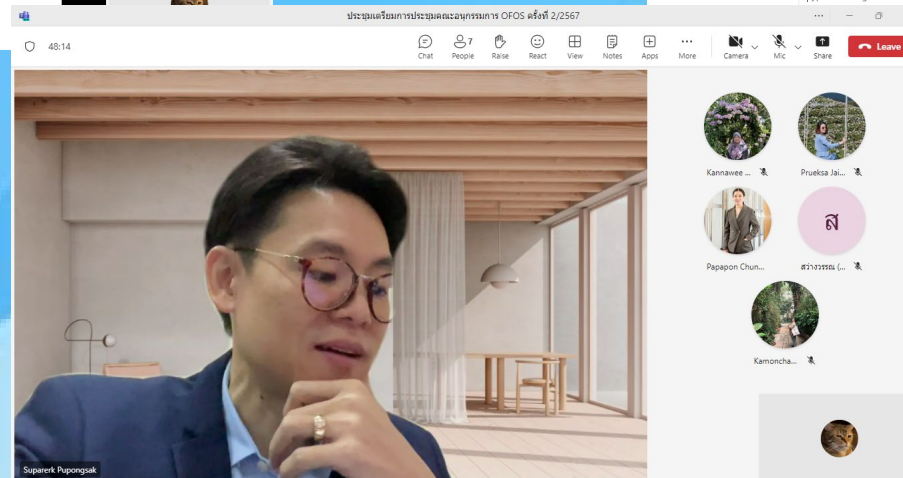 ประชุมเตรียมการประชุมคณะอนุกรรมการ OFOS ครั้งที่ 2/2567
48:14
7
Chat People Raise React View Notes Apps More Camera Mic Share Leave
Kannawee ... Prueksa Jai...
ส
Papapon Chun... สว่างวรรณ (...
Kamoncha...
Suparerk Pupongsak